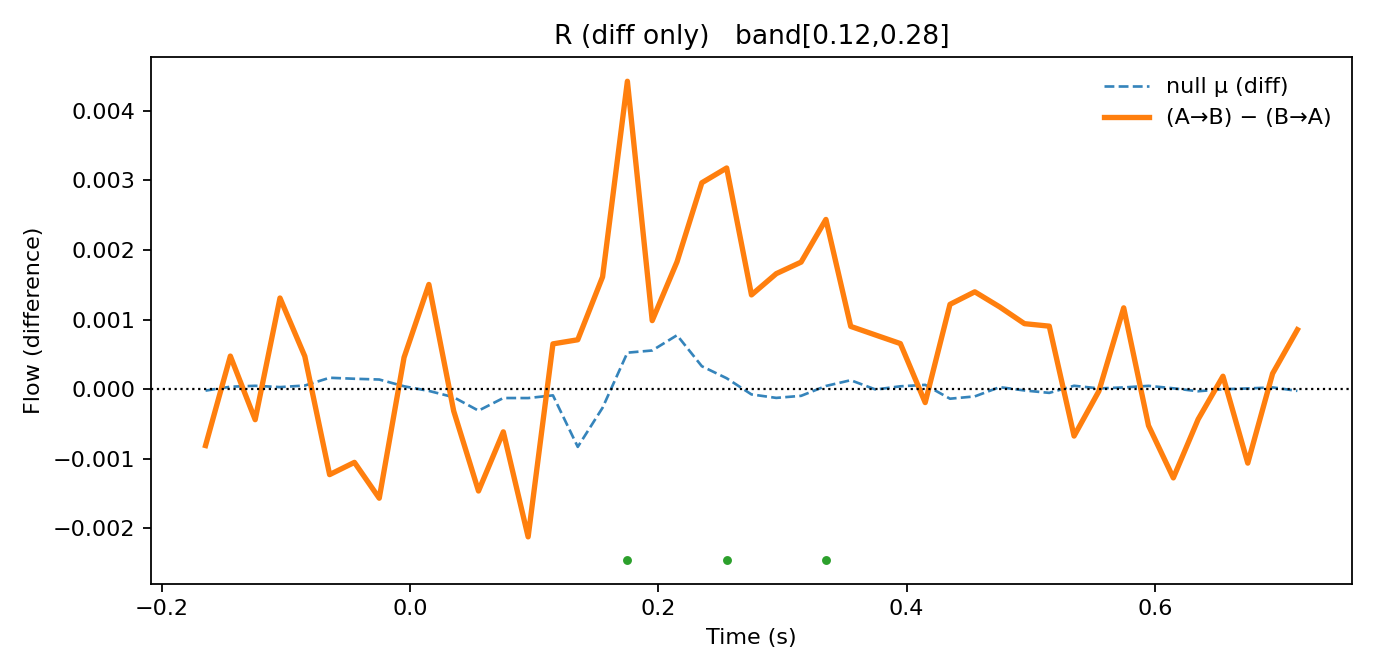 R (diff only)   band[0.12,0.28]
null μ (diff)
(A→B) − (B→A)
Flow (difference)
0.004
0.003
0.002
0.001
0.000
−0.001
−0.002
−0.2
0.0
0.2
0.4
0.6
Time (s)